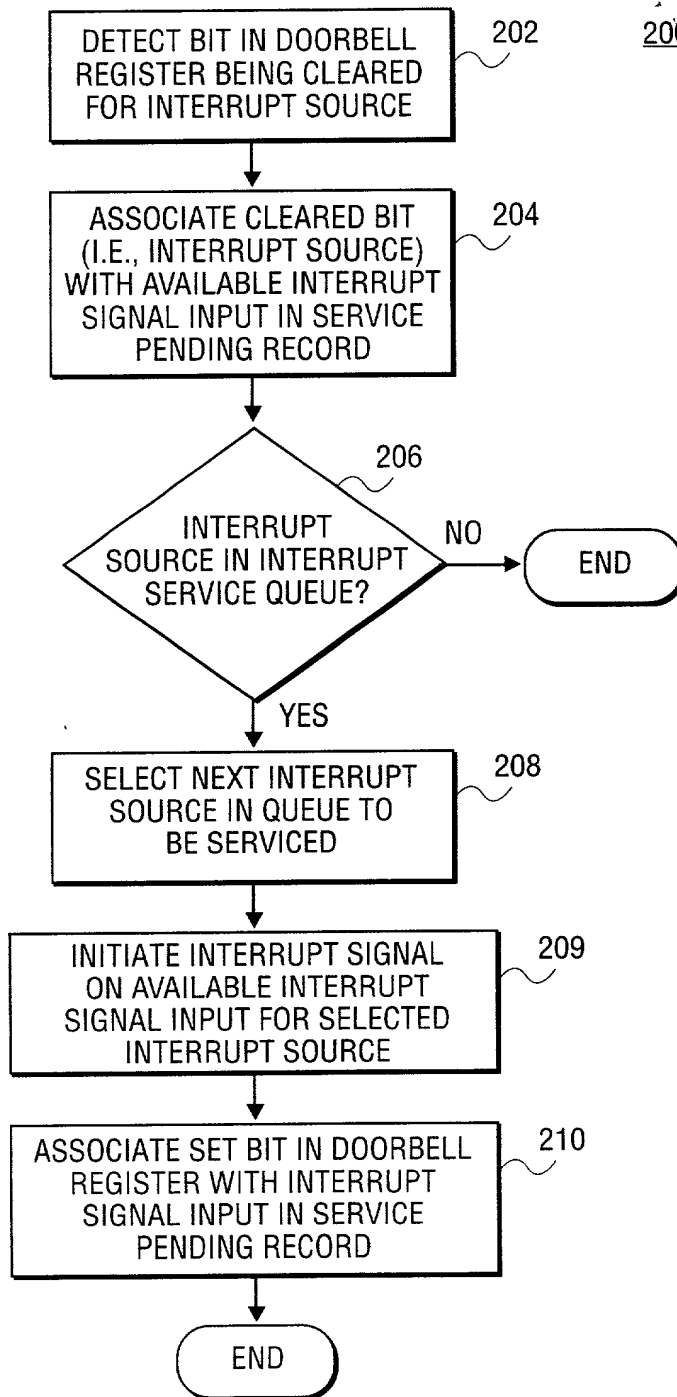 DETECT BIT IN DOORBELL
REGISTER BEING CLEARED
FOR INTERRUPT SOURCE
202
ASSOCIATE CLEARED BIT
(I.E., INTERRUPT SOURCE)
WITH AVAILABLE INTERRUPT
SIGNAL INPUT IN SERVICE
PENDING RECORD
204
206
INTERRUPT
SOURCE IN INTERRUPT
SERVICE QUEUE?
NO
END
YES
SELECT NEXT INTERRUPT
SOURCE IN QUEUE TO
BE SERVICED
208
INITIATE INTERRUPT SIGNAL
ON AVAILABLE INTERRUPT
SIGNAL INPUT FOR SELECTED
INTERRUPT SOURCE
209
ASSOCIATE SET BIT IN DOORBELL
REGISTER WITH INTERRUPT
SIGNAL INPUT IN SERVICE
PENDING RECORD
210
END